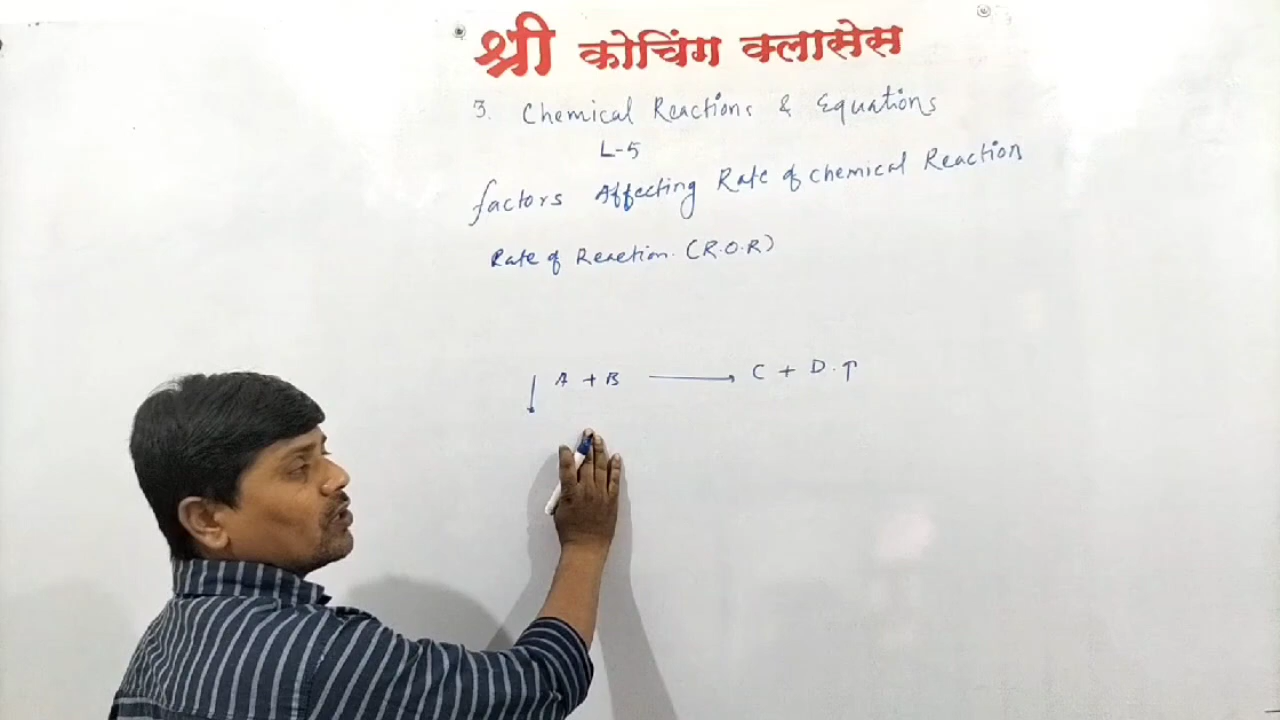 श्री कोचिंग क्लासेस
3. Chemical Reactions & Equations
L-5
factors Affecting Rate of chemical Reaction
Rate of Reaction. (R.O.R)
↓ A + B ⟶ C + D.↑